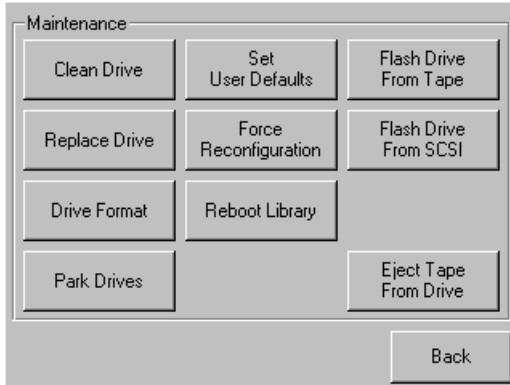 Maintenance
Clean Drive
Set
User Defaults
Flash Drive
From Tape
Replace Drive
Force
Reconfiguration
Flash Drive
From SCSI
Drive Format
Reboot Library
Park Drives
Eject Tape
From Drive
Back